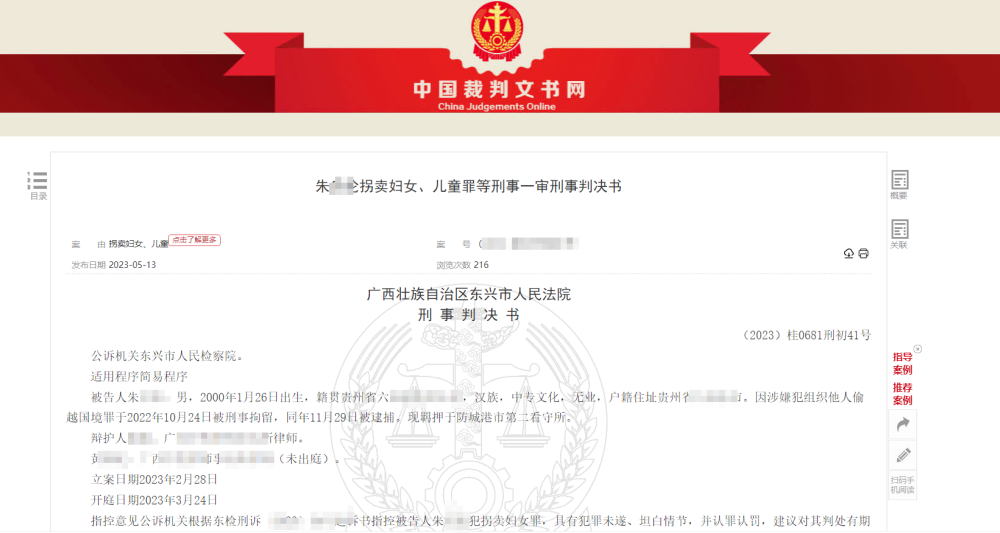 中国裁判文书网
China Judgements Online
目录
概要
关联
朱 伦拐卖妇女、儿童罪等刑事一审刑事判决书
案 由 拐卖妇女、儿童 点击了解更多
案 号 (
发布日期 2023-05-13
浏览次数 216
广西壮族自治区东兴市人民法院
刑 事 判 决 书
（2023）桂0681刑初41号
公诉机关东兴市人民检察院。
适用程序简易程序
被告人朱 。男，2000年1月26日出生，籍贯贵州省六 ，汉族，中专文化，无业，户籍住址贵州省 市。因涉嫌犯组织他人偷
越国境罪于2022年10月24日被刑事拘留，同年11月29日被逮捕。现羁押于防城港市第二看守所。
辩护人 ，广 所律师。
西 师事 （未出庭）。
立案日期2023年2月28日
开庭日期2023年3月24日
指控意见公诉机关根据东检刑诉 起诉书指控被告人朱 犯拐卖妇女罪，具有犯罪未遂、坦白情节，并认罪认罚，建议对其判处有期
指导
案例
推荐
案例
扫码手
机阅读